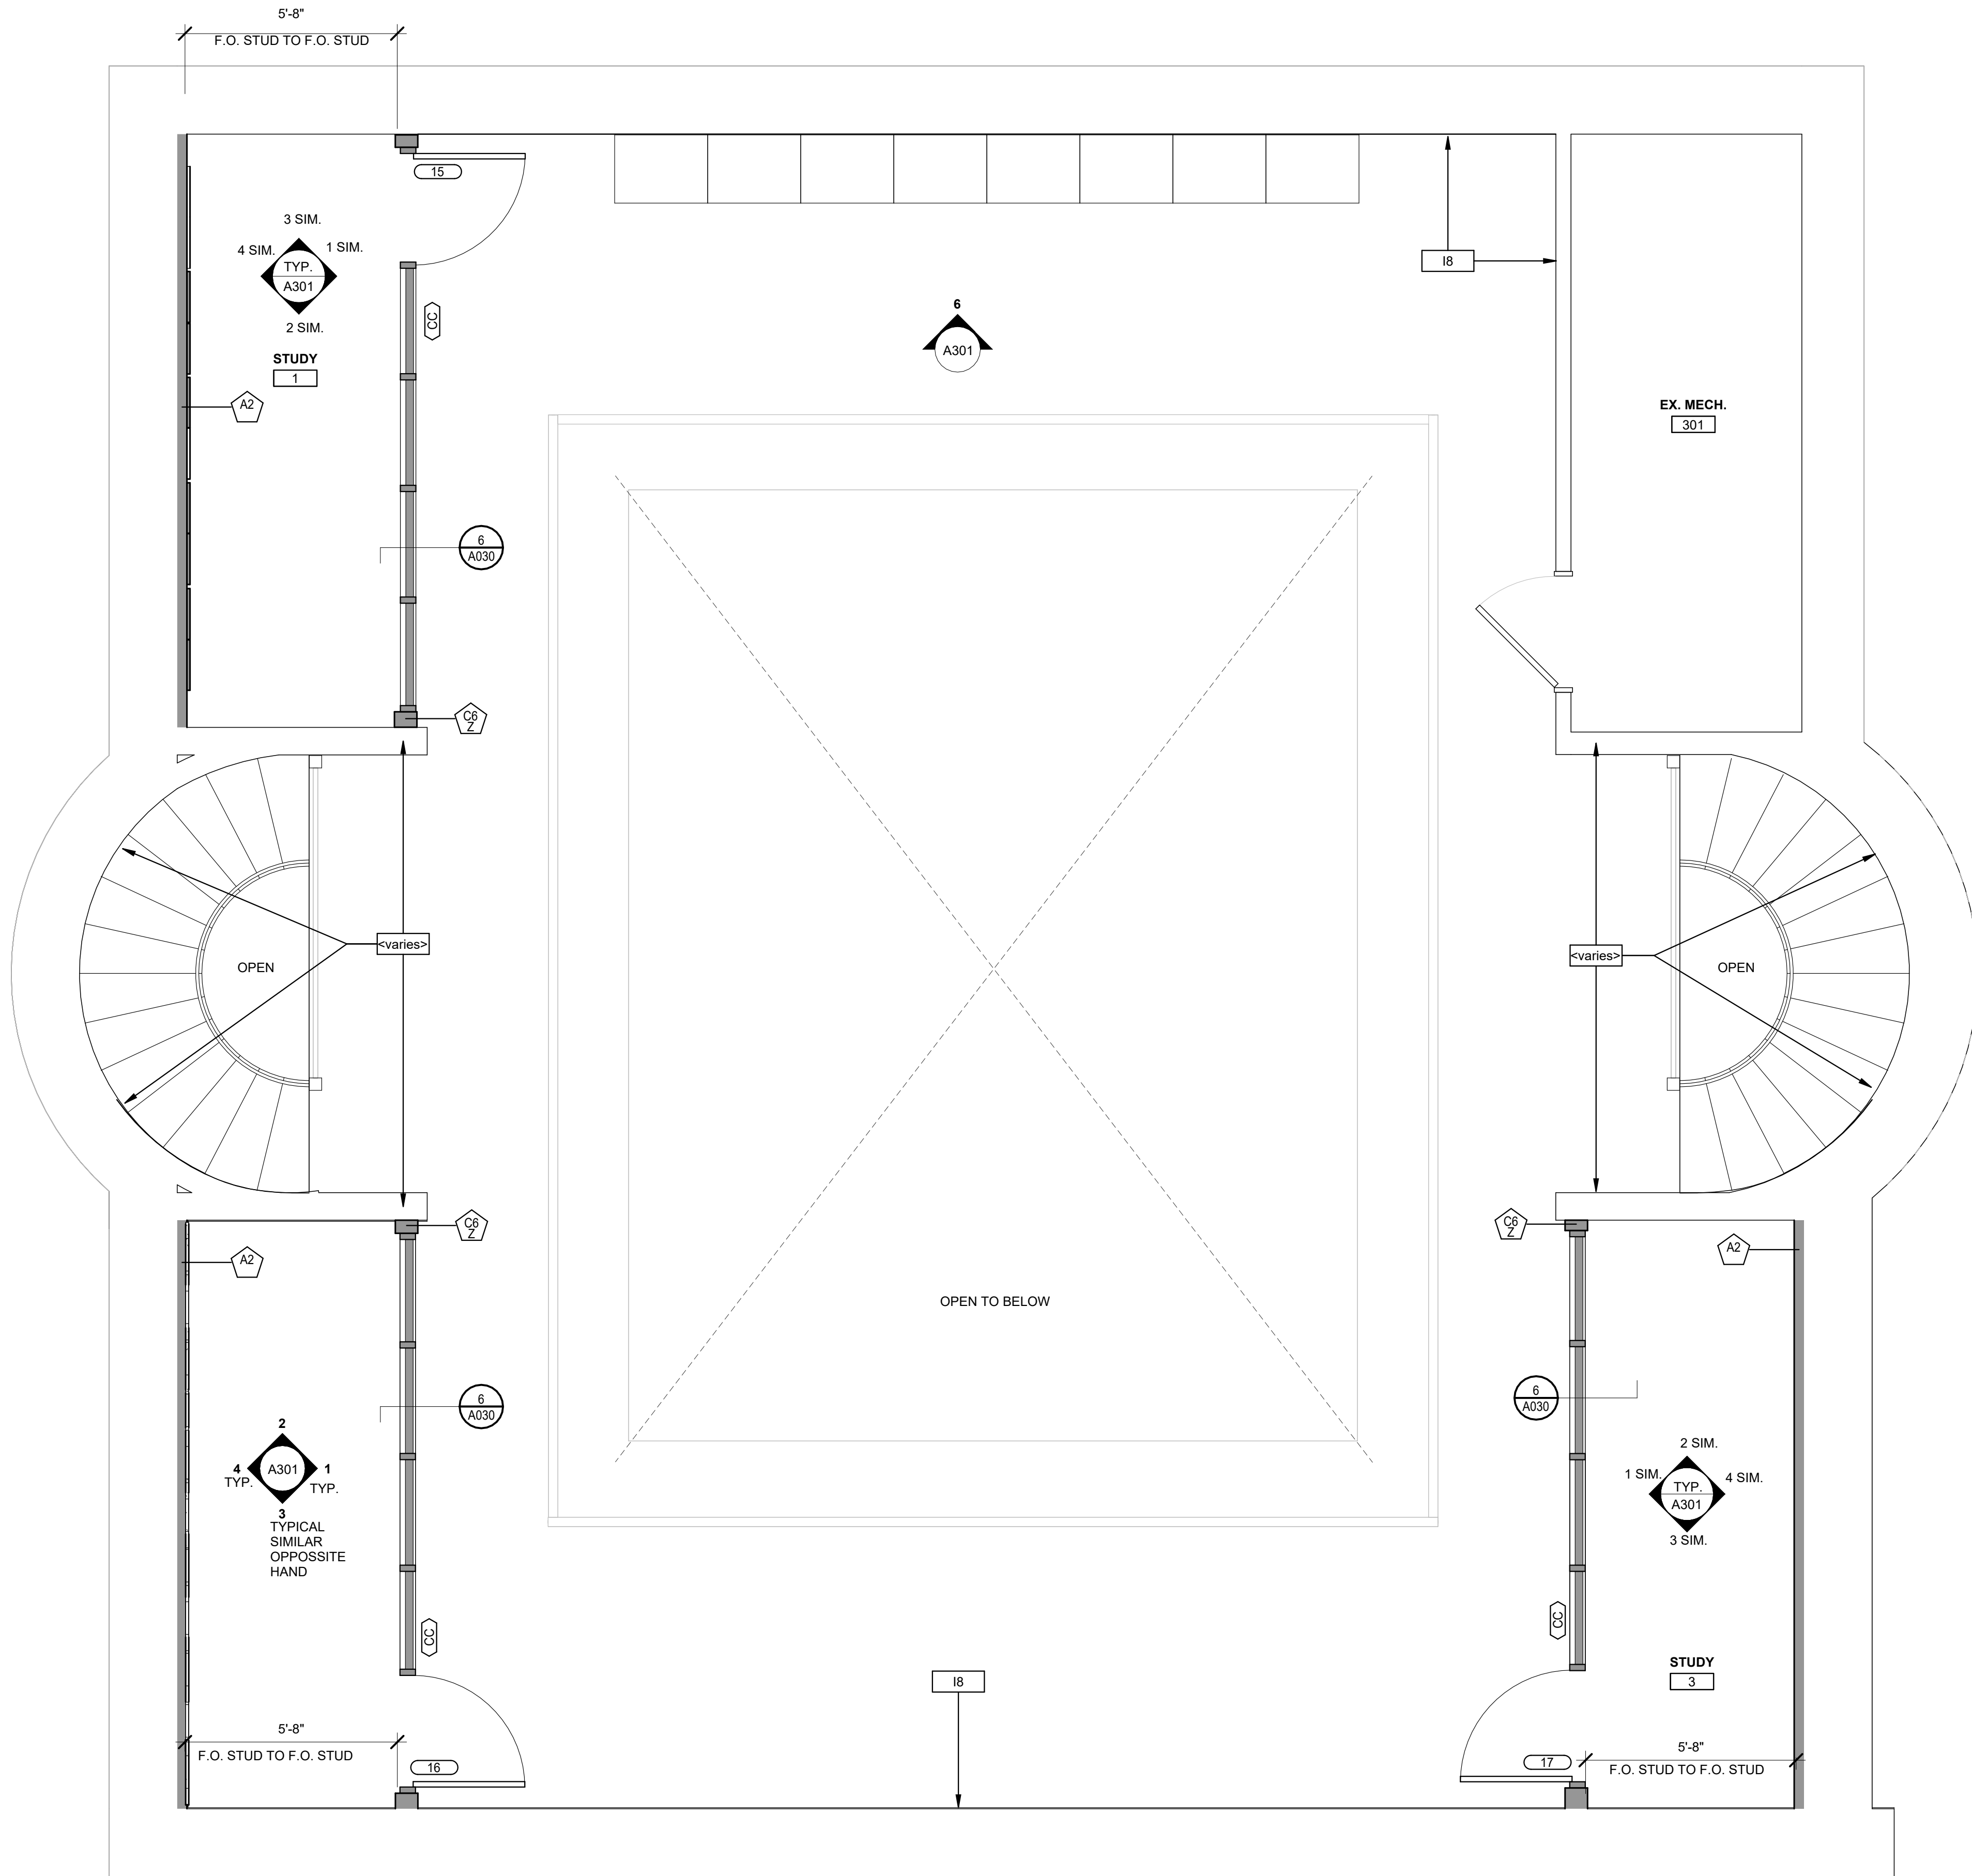 5'-8"
F.O. STUD TO F.O. STUD
15
3 SIM.
4 SIM.
1 SIM.
TYP.
A301
2 SIM.
STUDY
1
A2
CC
6
A030
C6
Z
6
A301
I8
EX. MECH.
301
<varies>
OPEN
<varies>
OPEN
C6
Z
A2
C6
Z
A2
OPEN TO BELOW
6
A030
6
A030
2
4
TYP.
A301
1
TYP.
3
TYPICAL
SIMILAR
OPPOSSITE
HAND
2 SIM.
1 SIM.
4 SIM.
TYP.
A301
3 SIM.
CC
CC
STUDY
3
I8
5'-8"
F.O. STUD TO F.O. STUD
16
17
5'-8"
F.O. STUD TO F.O. STUD